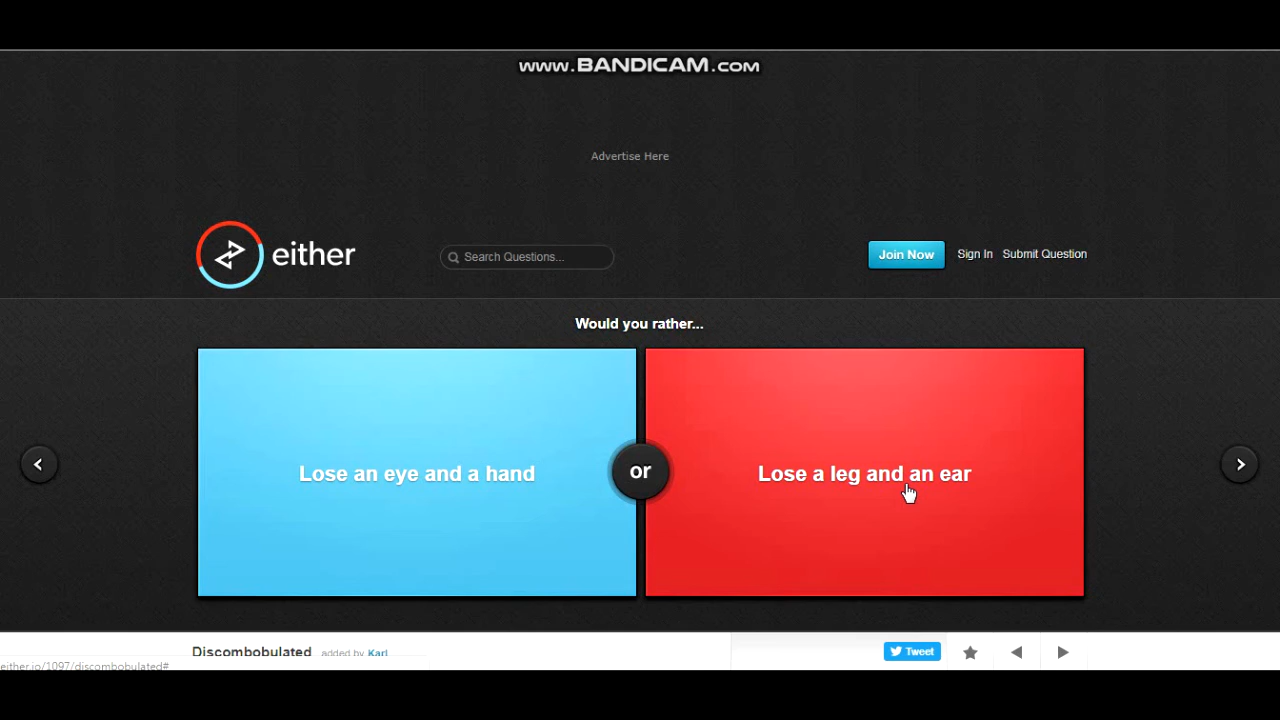 www.BANDICAM.com
Advertise Here
either
Search Questions...
Join Now
Sign In
Submit Question
Would you rather...
Lose an eye and a hand
or
Lose a leg and an ear
Discombobulated added by Karl
Tweet
either.io/1097/discombobulated#